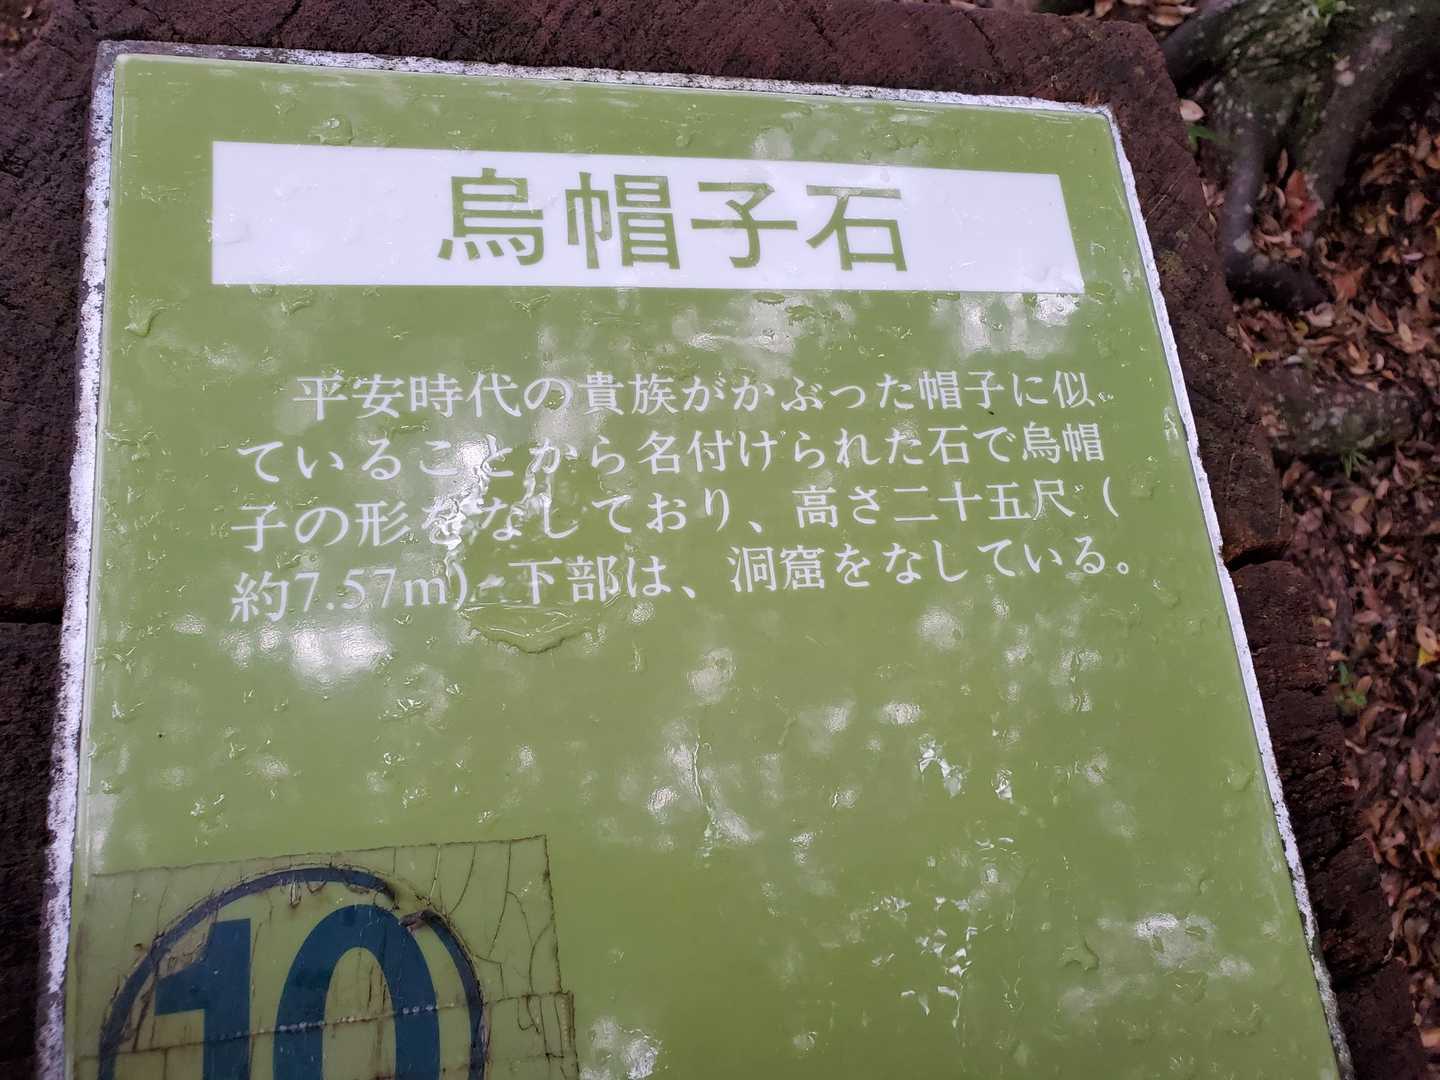 烏帽子石
平安時代の貴族がかぶった帽子に似
ていることから名付けられた石で烏帽
子の形をなしており、高さ二十五尺(
約7.57m) 下部は、洞窟をなしている。
10